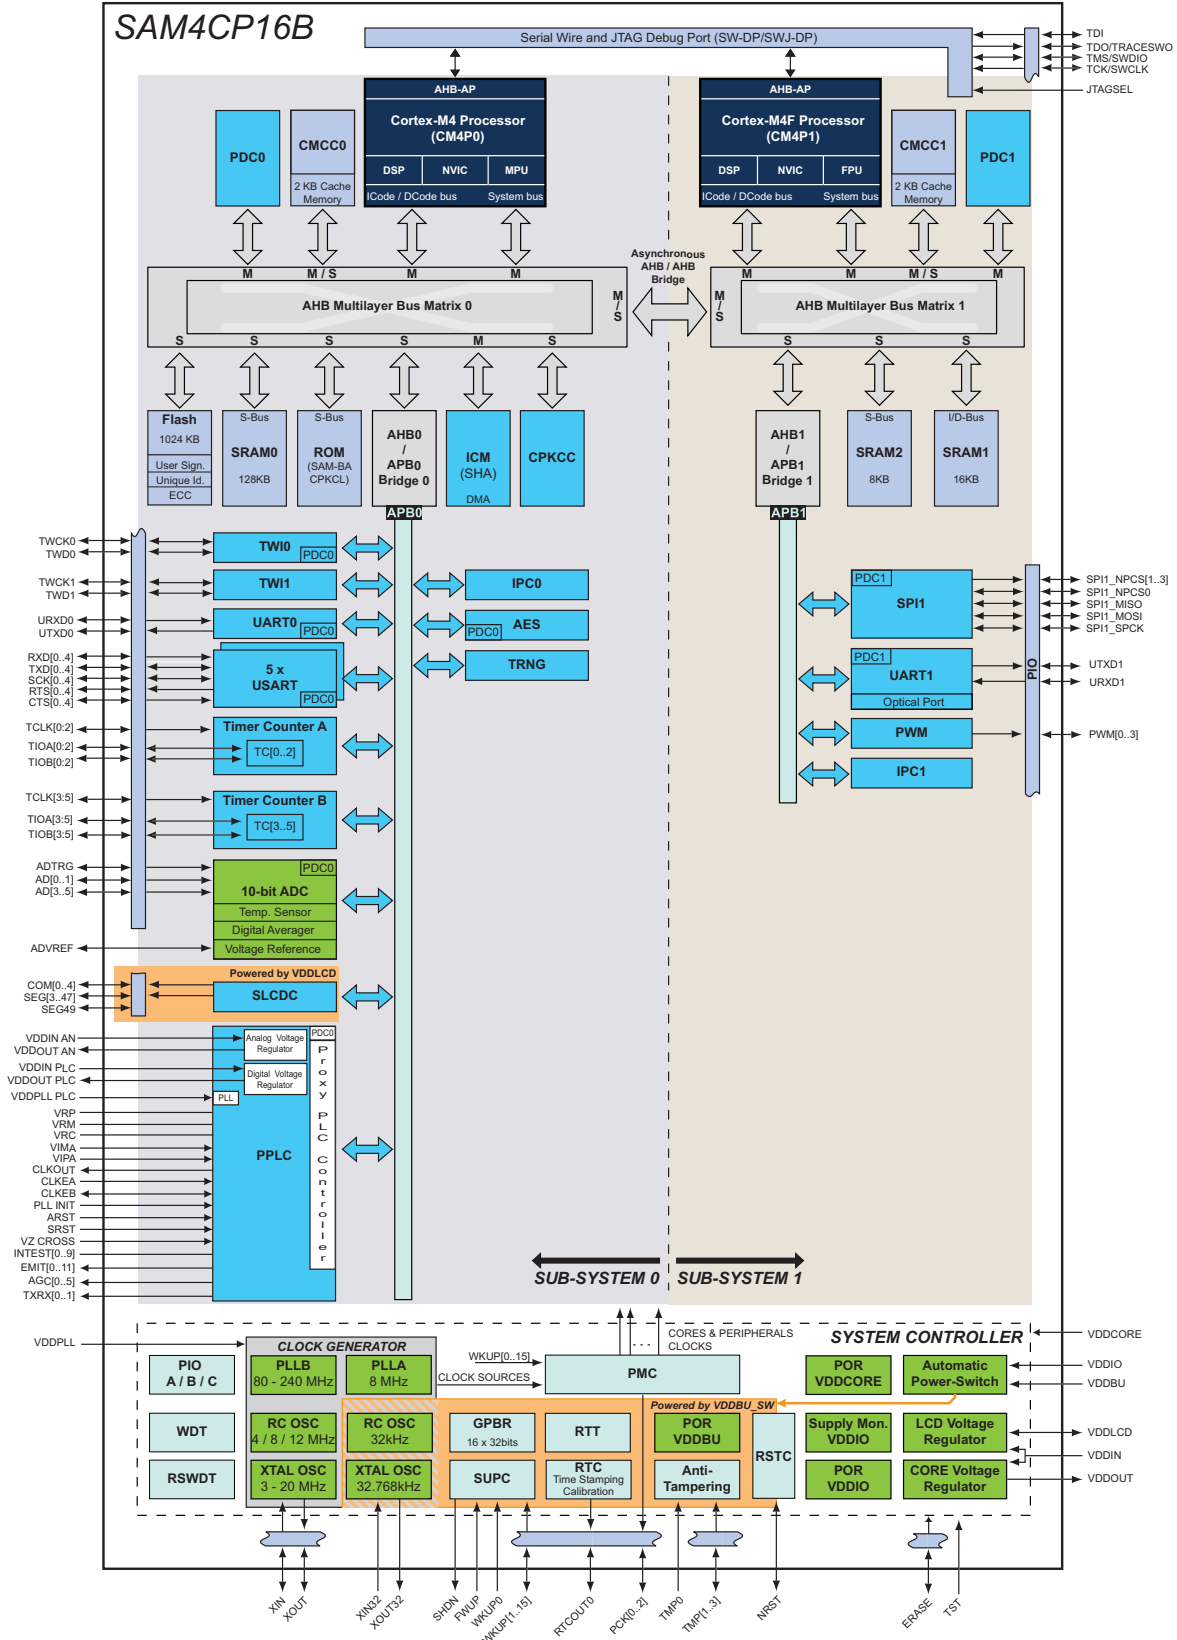 SAM4CP16B
Serial Wire and JTAG Debug Port (SW-DP/SWJ-DP)
TDI
TDO/TRACESWO
TMS/SWDIO
TCK/SWCLK
JTAGSEL
PDC0
CMCC0
2 KB Cache
Memory
AHB-AP
Cortex-M4 Processor
(CM4P0)
DSP
NVIC
MPU
ICode / DCode bus
System bus
AHB-AP
Cortex-M4F Processor
(CM4P1)
DSP
NVIC
FPU
ICode / DCode bus
System bus
CMCC1
2 KB Cache
Memory
PDC1
Asynchronous
AHB / AHB
Bridge
M
M / S
M
M
AHB Multilayer Bus Matrix 0
M
/
S
S
S
S
S
M
S
M
M
M / S
M
M
/
S
AHB Multilayer Bus Matrix 1
S
S
S
Flash
1024 KB
User Sign.
Unique Id.
ECC
S-Bus
SRAM0
128KB
S-Bus
ROM
(SAM-BA
CPKCL)
AHB0
/
APB0
Bridge 0
ICM
(SHA)
DMA
CPKCC
AHB1
/
APB1
Bridge 1
S-Bus
SRAM2
8KB
I/D-Bus
SRAM1
16KB
APB0
APB1
TWCK0
TWD0
TWI0
PDC0
TWCK1
TWD1
TWI1
IPC0
URXD0
UTXD0
UART0
PDC0
AES
PDC0
RXD[0..4]
TXD[0..4]
SCK[0..4]
RTS[0..4]
CTS[0..4]
5 x
USART
PDC0
TRNG
TCLK[0:2]
TIOA[0:2]
TIOB[0:2]
Timer Counter A
TC[0..2]
TCLK[3:5]
TIOA[3:5]
TIOB[3:5]
Timer Counter B
TC[3..5]
ADTRG
AD[0..1]
AD[3..5]
ADVREF
PDC0
10-bit ADC
Temp. Sensor
Digital Averager
Voltage Reference
Powered by VDDLCD
COM[0..4]
SEG[3..47]
SEG49
SLCDC
PDC1
SPI1
SPI1_NPCS[1..3]
SPI1_NPCS0
SPI1_MISO
SPI1_MOSI
SPI1_SPCK
PIO
PDC1
UART1
Optical Port
UTXD1
URXD1
PWM
PWM[0..3]
IPC1
VDDIN AN
VDDOUT AN
VDDIN PLC
VDDOUT PLC
VDDPLL PLC
VRP
VRM
VRC
VIMA
VIPA
CLKOUT
CLKEA
CLKEB
PLL INIT
ARST
SRST
VZ CROSS
INTEST[0..9]
EMIT[0..11]
AGC[0..5]
TXRX[0..1]
Analog Voltage
Regulator
Digital Voltage
Regulator
PLL
PPLC
PDC0
Proxy PLC Controller
SUB-SYSTEM 0
SUB-SYSTEM 1
CORES & PERIPHERALS
CLOCKS
SYSTEM CONTROLLER
VDDPLL
CLOCK GENERATOR
WKUP[0..15]
CLOCK SOURCES
PMC
PIO
A / B / C
PLLB
80 - 240 MHz
PLLA
8 MHz
POR
VDDCORE
Automatic
Power-Switch
VDDCORE
VDDIO
VDDBU
Powered by VDDBU_SW
WDT
RC OSC
4 / 8 / 12 MHz
RC OSC
32kHz
GPBR
16 x 32bits
RTT
POR
VDDBU
RSTC
Supply Mon.
VDDIO
LCD Voltage
Regulator
VDDLCD
VDDIN
RSWDT
XTAL OSC
3 - 20 MHz
XTAL OSC
32.768kHz
SUPC
RTC
Time Stamping
Calibration
Anti-
Tampering
POR
VDDIO
CORE Voltage
Regulator
VDDOUT
XIN
XOUT
XIN32
XOUT32
SHDN
FWUP
WKUP0
WKUP[1..15]
RTCOUT0
PCK[0..2]
TMP0
TMP[1..3]
NRST
ERASE
TST